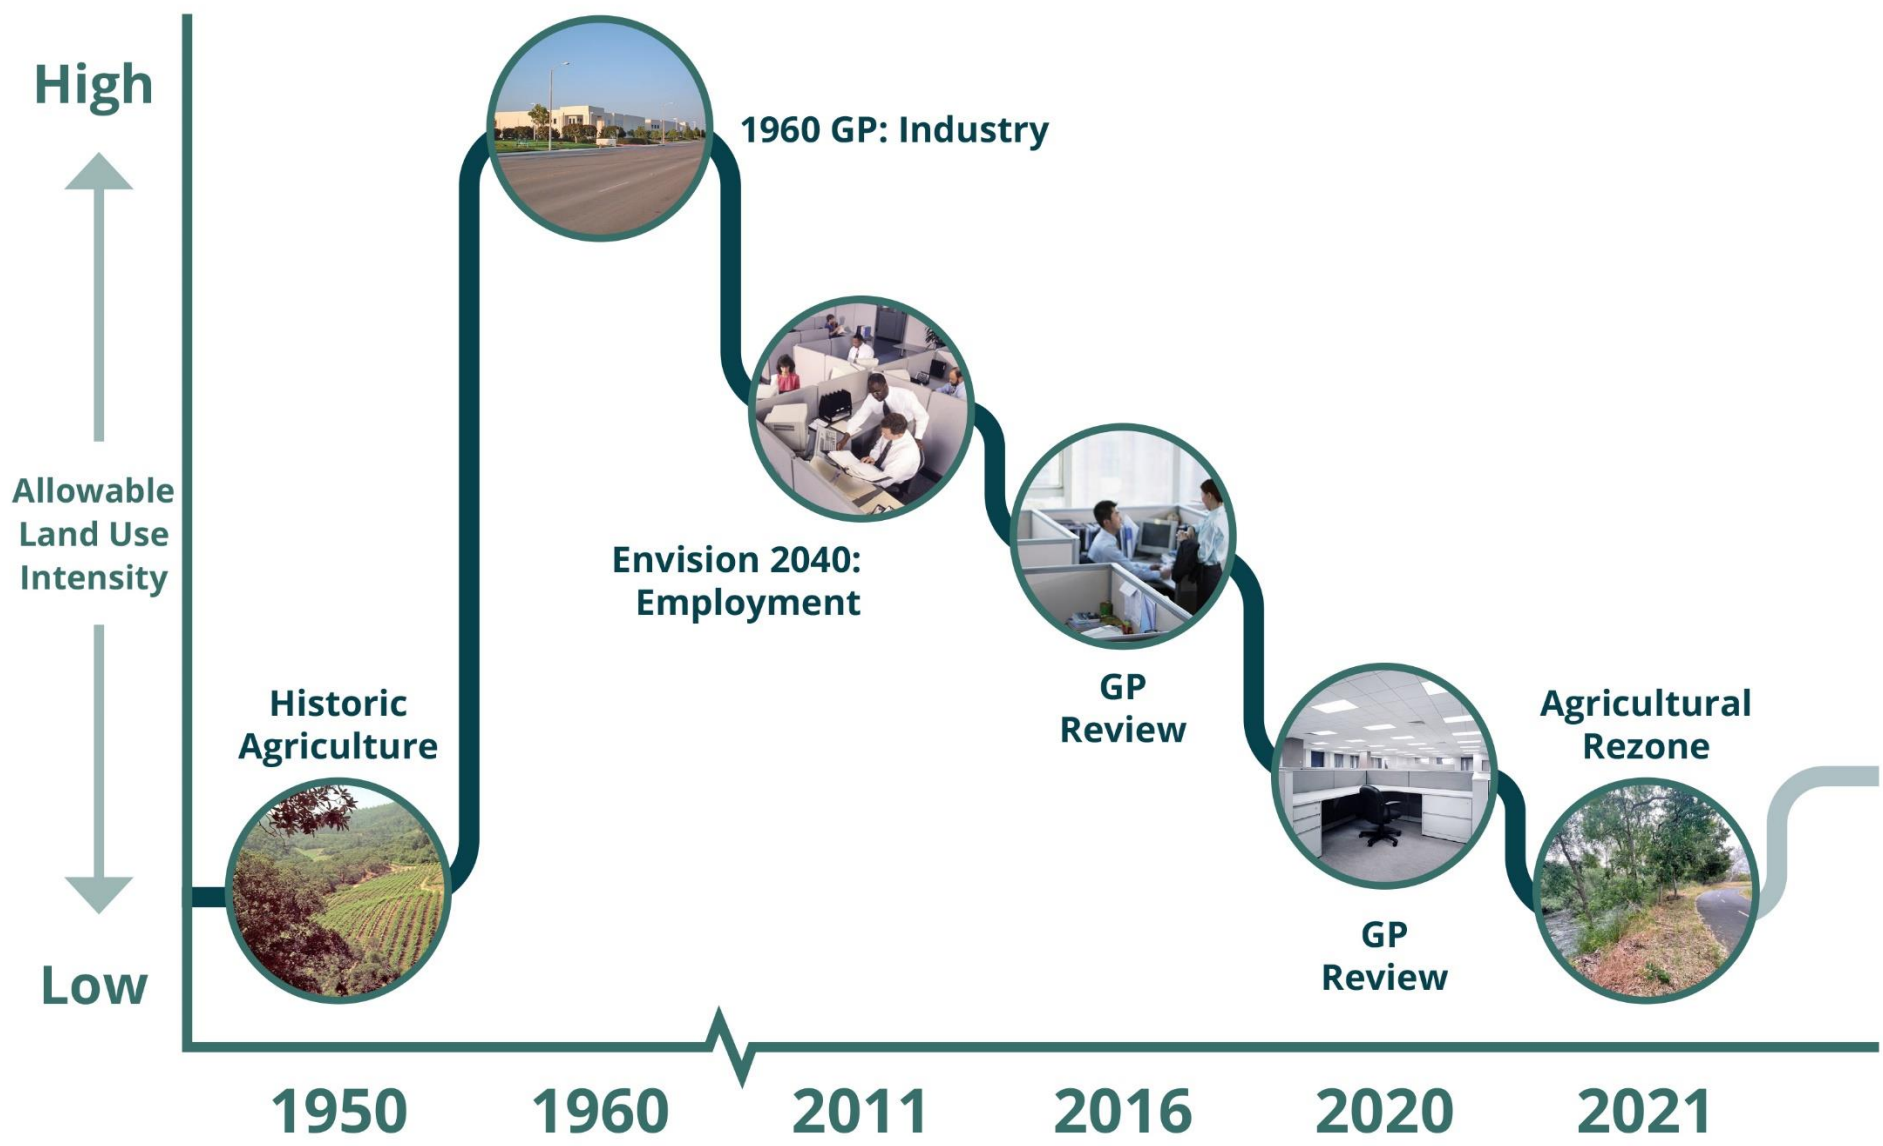 High
Allowable
Land Use
Intensity
Low
Historic
Agriculture
1960 GP: Industry
Envision 2040:
Employment
GP
Review
GP
Review
Agricultural
Rezone
1950
1960
2011
2016
2020
2021